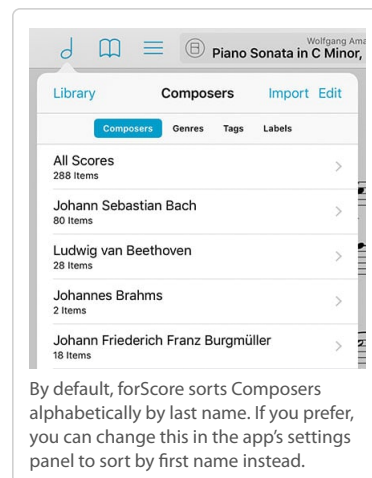 Wolfgang Ama
Piano Sonata in C Minor,
Library Composers Import Edit
Composers Genres Tags Labels
All Scores
288 Items
Johann Sebastian Bach
80 Items
Ludwig van Beethoven
28 Items
Johannes Brahms
2 Items
Johann Friederich Franz Burgmüller
18 Items
By default, forScore sorts Composers
alphabetically by last name. If you prefer,
you can change this in the app’s settings
panel to sort by first name instead.